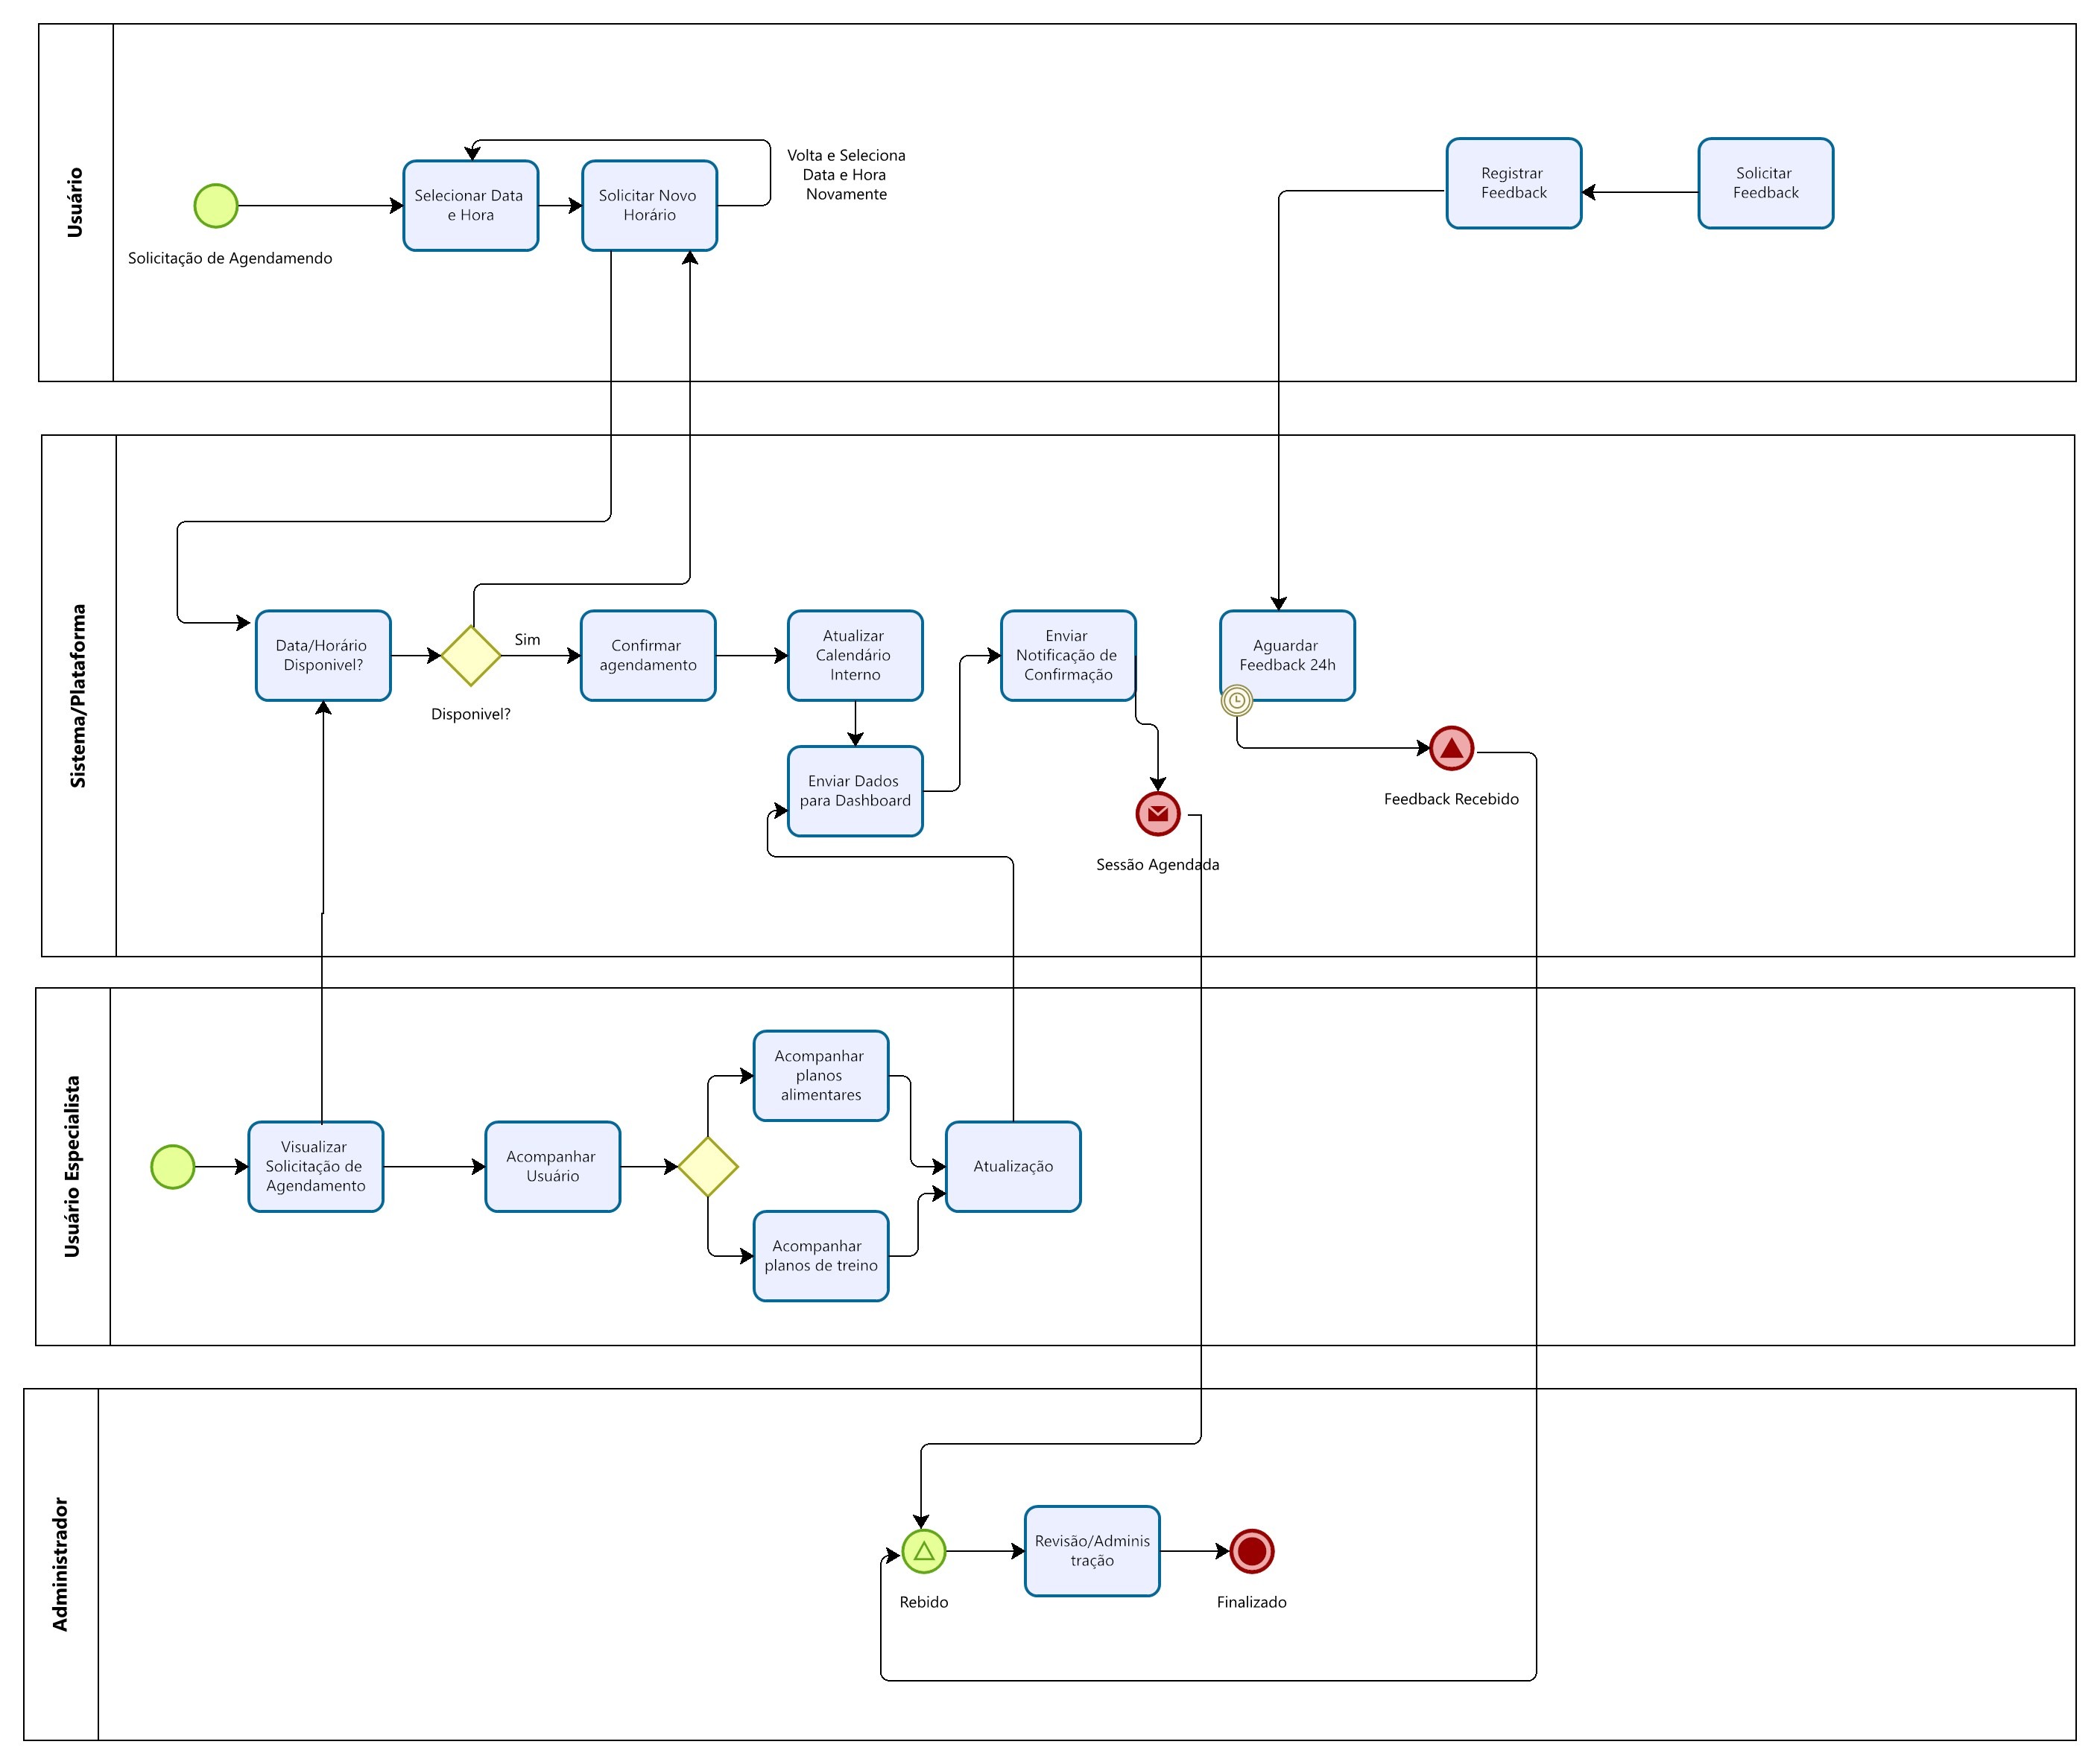 Usuário
Solicitação de Agendamendo
Selecionar Data
e Hora
Solicitar Novo
Horário
Volta e Seleciona
Data e Hora
Novamente
Registrar
Feedback
Solicitar
Feedback
Sistema/Plataforma
Data/Horário
Disponivel?
Disponivel?
Sim
Confirmar
agendamento
Atualizar
Calendário
Interno
Enviar Dados
para Dashboard
Enviar
Notificação de
Confirmação
Sessão Agendada
Aguardar
Feedback 24h
Feedback Recebido
Usuário Especialista
Visualizar
Solicitação de
Agendamento
Acompanhar
Usuário
Acompanhar
planos
alimentares
Acompanhar
planos de treino
Atualização
Administrador
Rebido
Revisão/Adminis
tração
Finalizado